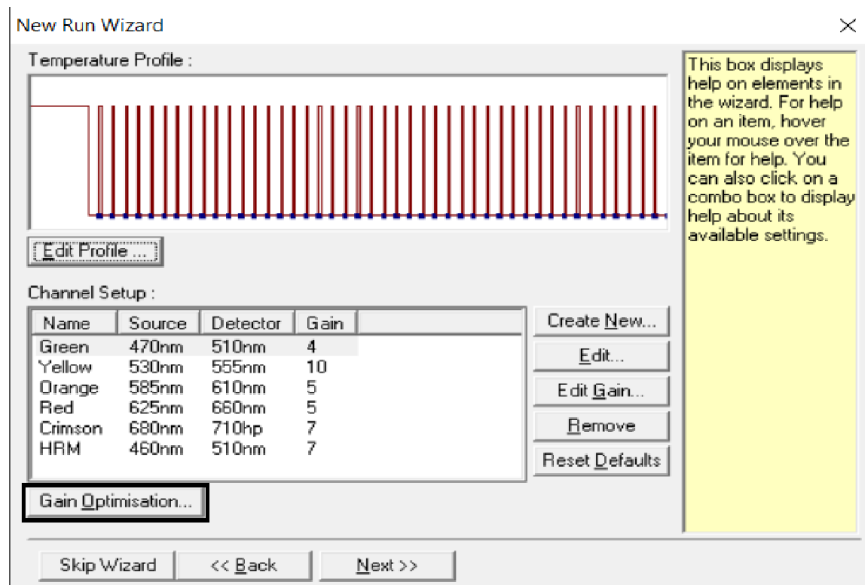 New Run Wizard
Temperature Profile :
Edit Profile ...
Channel Setup :
Name Source Detector Gain
Green 470nm 510nm 4
Yellow 530nm 555nm 10
Orange 585nm 610nm 5
Red 625nm 660nm 5
Crimson 680nm 710hp 7
HRM 460nm 510nm 7
Create New...
Edit...
Edit Gain...
Remove
Reset Defaults
Gain Optimisation...
Skip Wizard
<< Back
Next >>
This box displays
help on elements in
the wizard. For help
on an item, hover
your mouse over the
item for help. You
can also click on a
combo box to display
help about its
available settings.